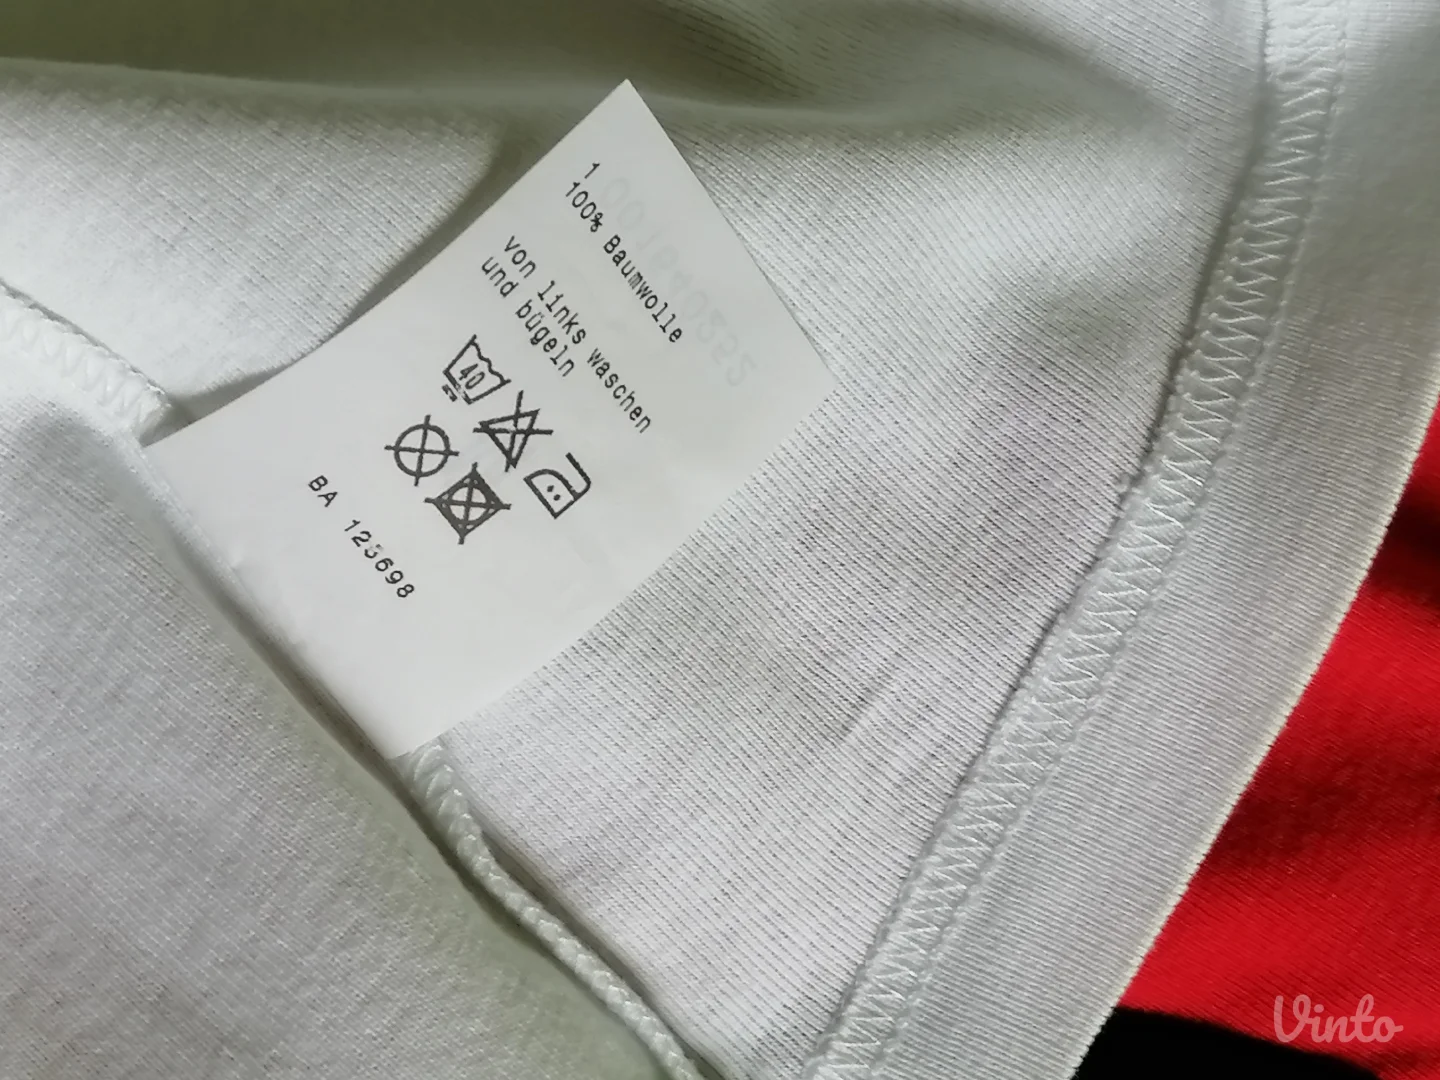 1
100% Baumwolle
von links waschen
und bügeln
40
BA 123698
Vinto